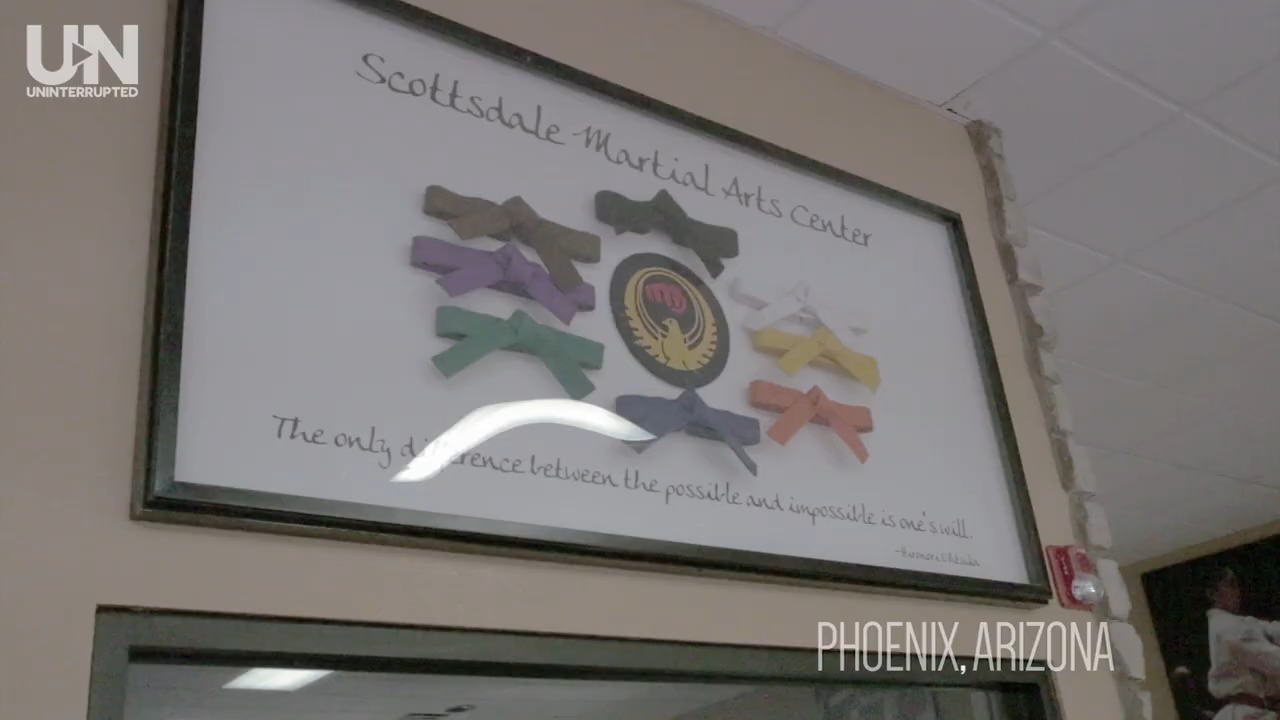 UN
UNINTERRUPTED
Scottsdale Martial Arts Center
The only difference between the possible and impossible is one's will.
PHOENIX, ARIZONA